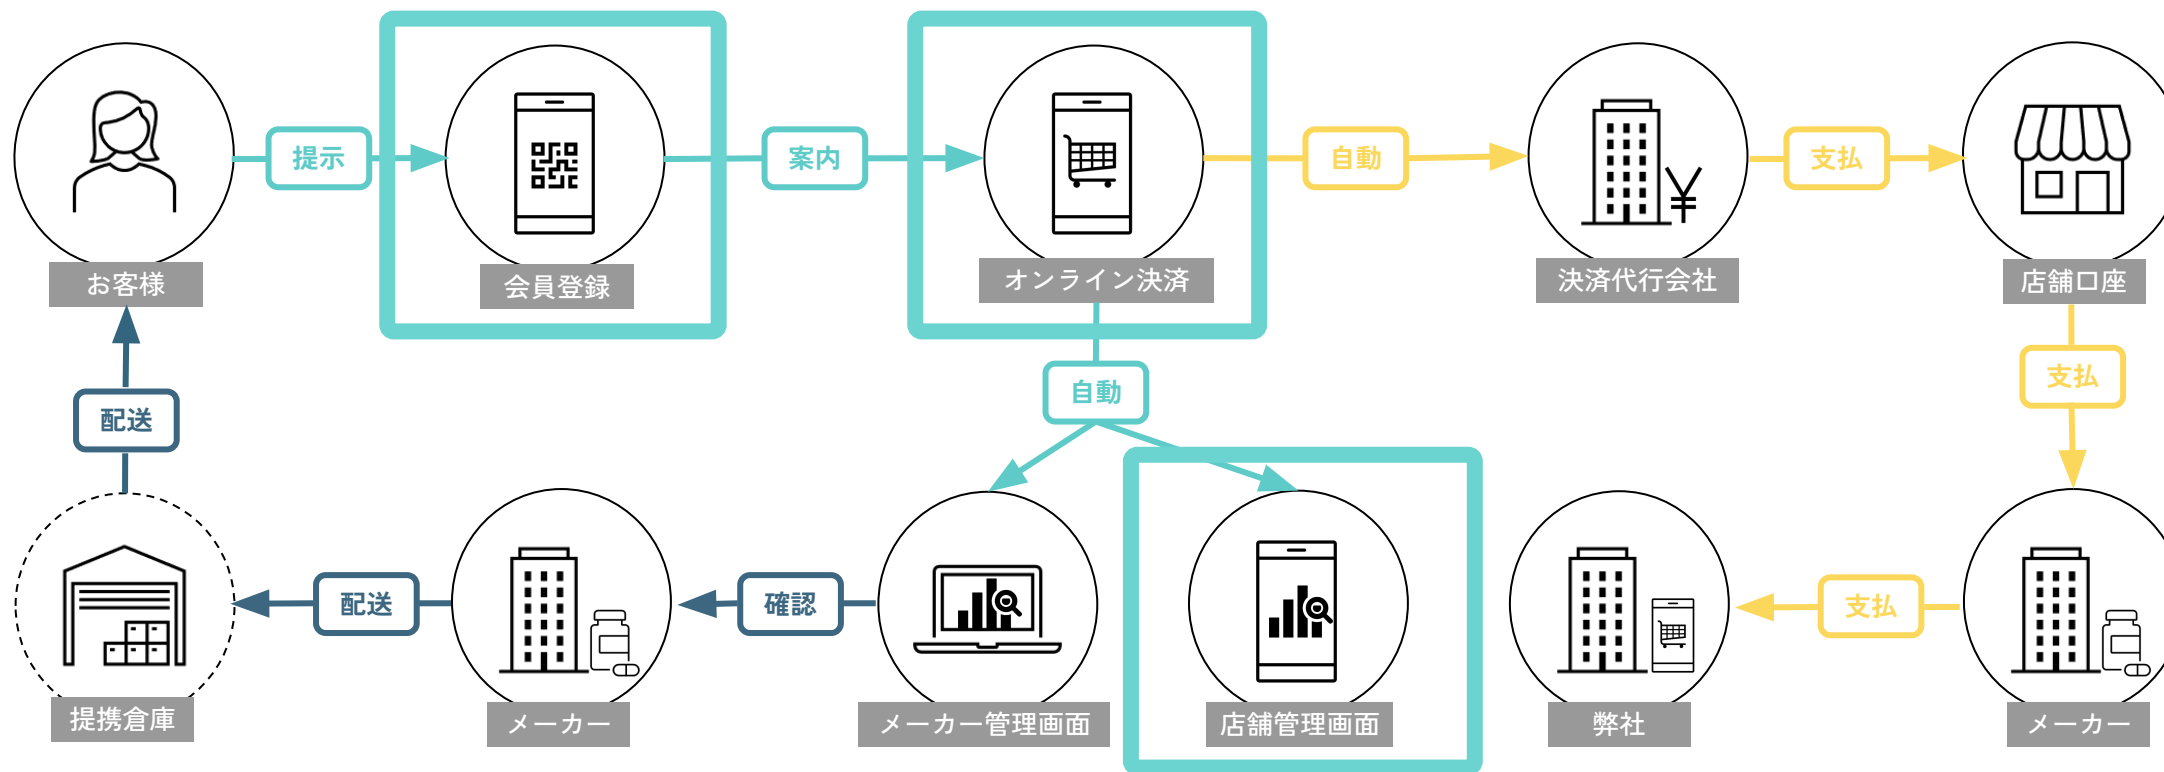 提示
案内
自動
支払
お客様
会員登録
オンライン決済
決済代行会社
店舗口座
自動
支払
配送
配送
確認
支払
提携倉庫
メーカー
メーカー管理画面
店舗管理画面
弊社
メーカー